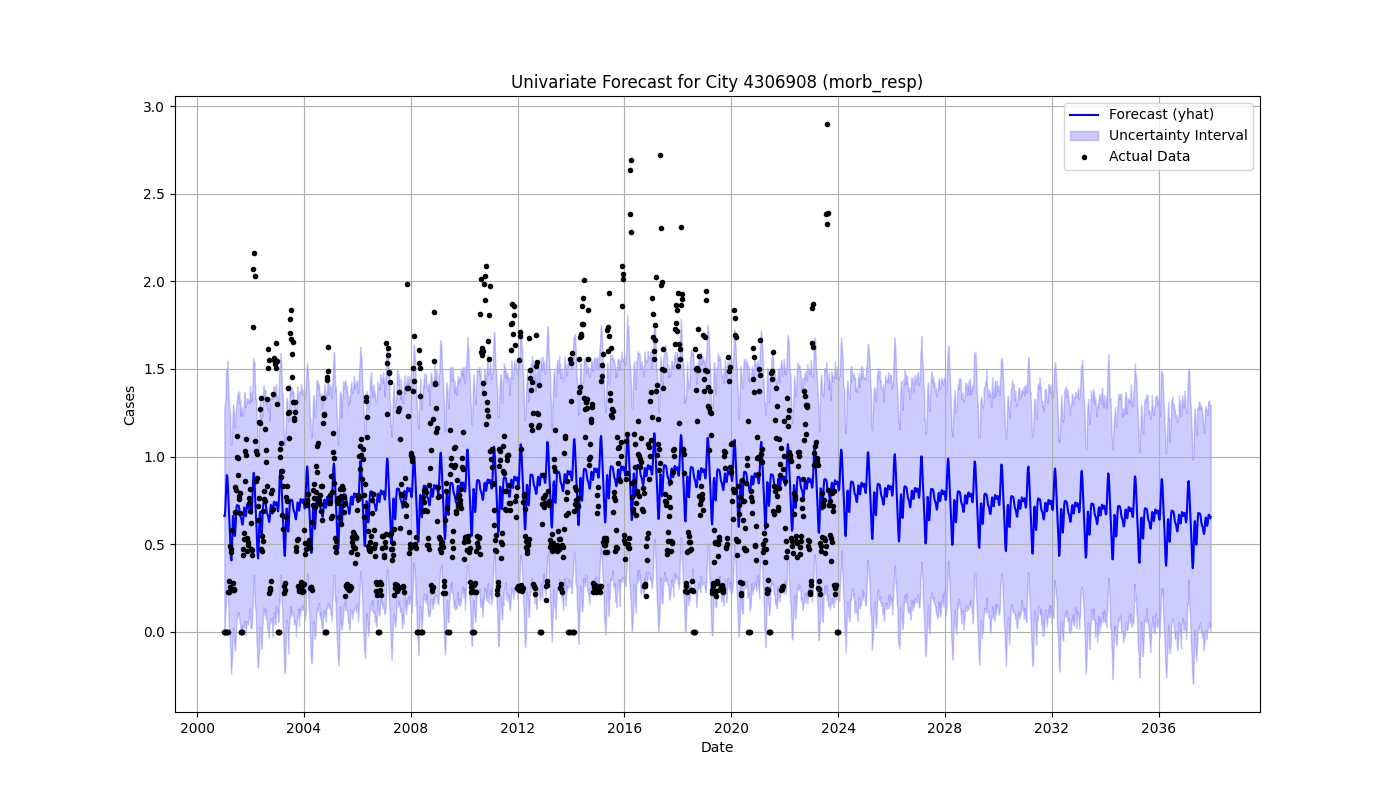 Univariate Forecast for City 4306908 (morb_resp)
3.0
2.5
2.0
1.5
1.0
0.5
0.0
Cases
Forecast (yhat)
Uncertainty Interval
Actual Data
2000 2004 2008 2012 2016 2020 2024 2028 2032 2036
Date